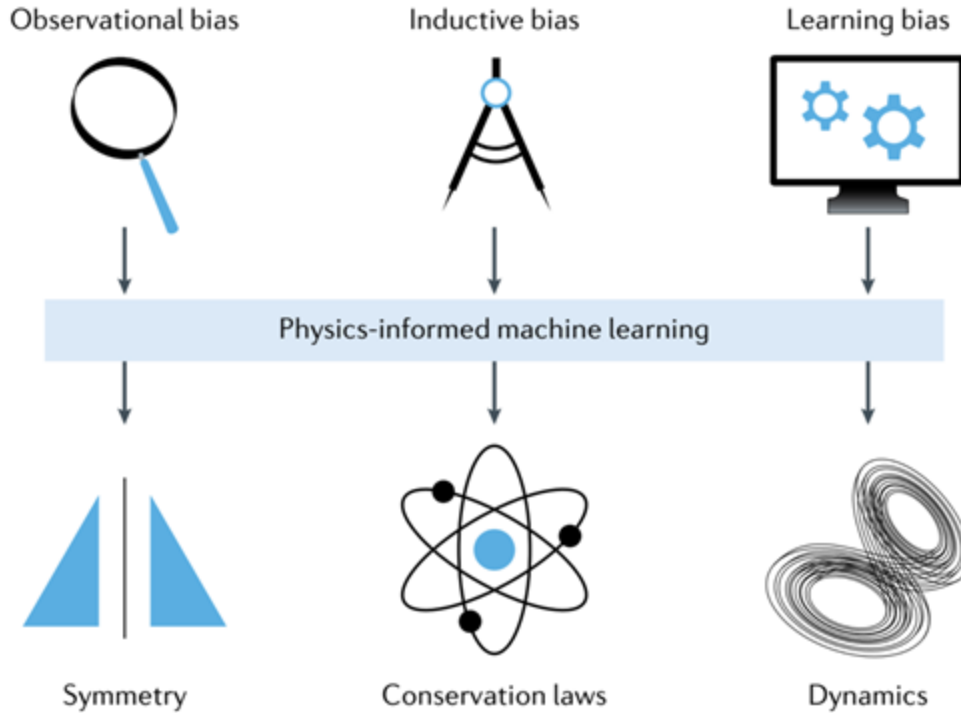 Observational bias
Inductive bias
Learning bias
Physics-informed machine learning
Symmetry
Conservation laws
Dynamics